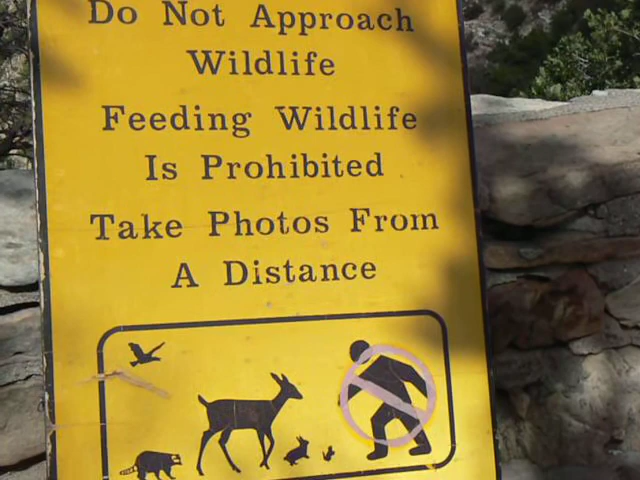 Do Not Approach
Wildlife
Feeding Wildlife
Is Prohibited
Take Photos From
A Distance